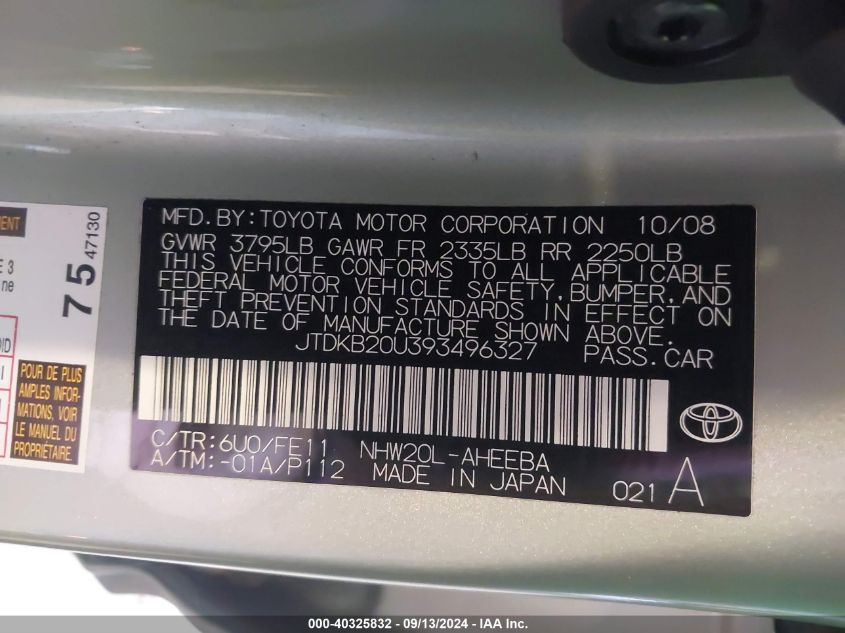 MFD.BY:TOYOTA MOTOR CORPORATION 10/08
GVWR 3795LB GAWR FR 2335LB RR 2250LB
THIS VEHICLE CONFORMS TO ALL APPLICABLE
FEDERAL MOTOR VEHICLE SAFETY, BUMPER, AND
THEFT PREVENTION STANDARDS IN EFFECT ON
THE DATE OF MANUFACTURE SHOWN ABOVE.
JTDKB20U393496327 PASS.CAR
C/TR:6U0/FE11 NHW20L-AHEEBA
A/TM:-01A/P112 MADE IN JAPAN 021 A
75 47130
E 3
ne
POUR DE PLUS
AMPLES INFOR-
MATIONS, VOIR
LE MANUEL DU
PROPRIÉTAIRE
000-40325832 - 09/13/2024 - IAA Inc.